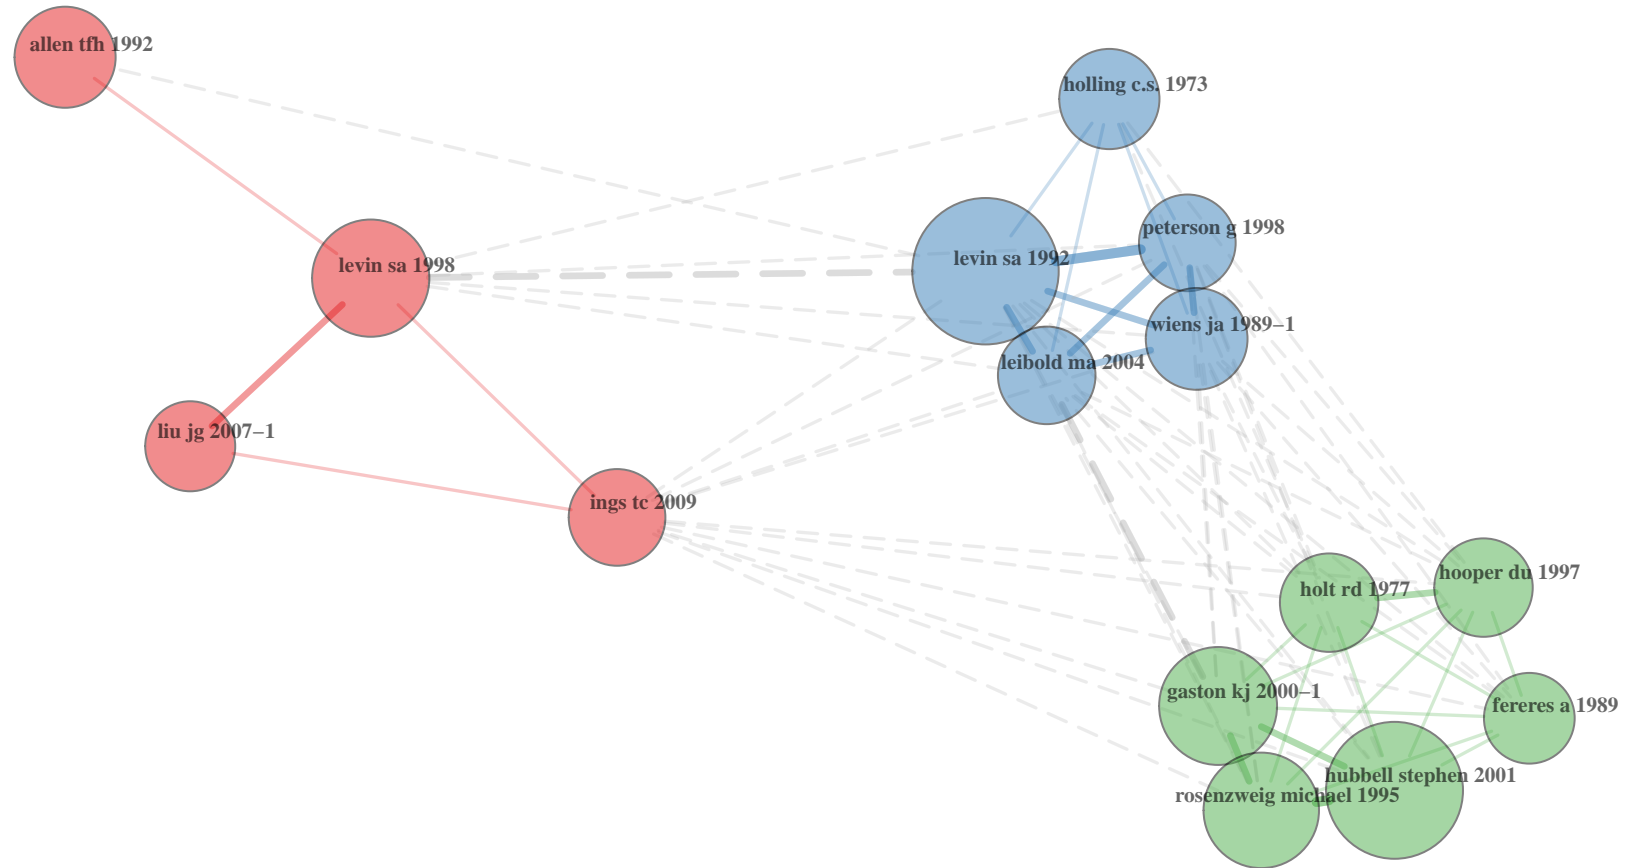 allen tfh 1992
holling c.s. 1973
peterson g 1998
levin sa 1992
levin sa 1998
wiens ja 1989−1
leibold ma 2004
liu jg 2007−1
ings tc 2009
hooper du 1997
holt rd 1977
gaston kj 2000−1
fereres a 1989
hubbell stephen 2001
rosenzweig michael 1995